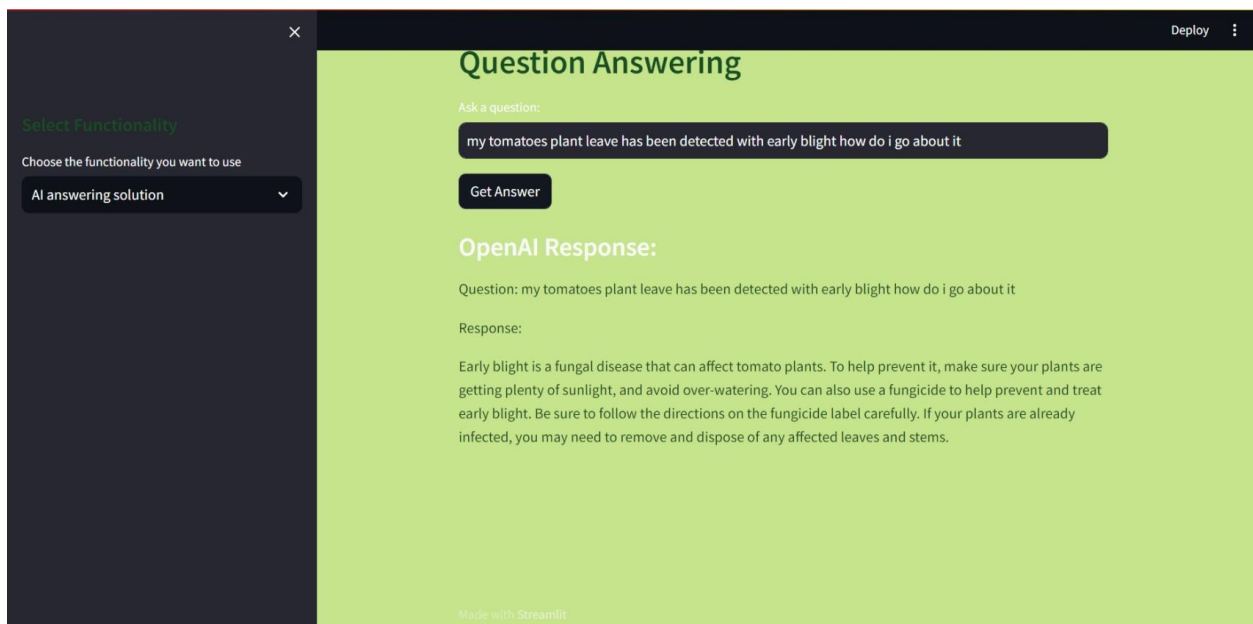 Deploy
Select Functionality
Choose the functionality you want to use
AI answering solution
Question Answering
Ask a question:
my tomatoes plant leave has been detected with early blight how do i go about it
Get Answer
OpenAI Response:
Question: my tomatoes plant leave has been detected with early blight how do i go about it
Response:
Early blight is a fungal disease that can affect tomato plants. To help prevent it, make sure your plants are
getting plenty of sunlight, and avoid over-watering. You can also use a fungicide to help prevent and treat
early blight. Be sure to follow the directions on the fungicide label carefully. If your plants are already
infected, you may need to remove and dispose of any affected leaves and stems.
Made with Streamlit